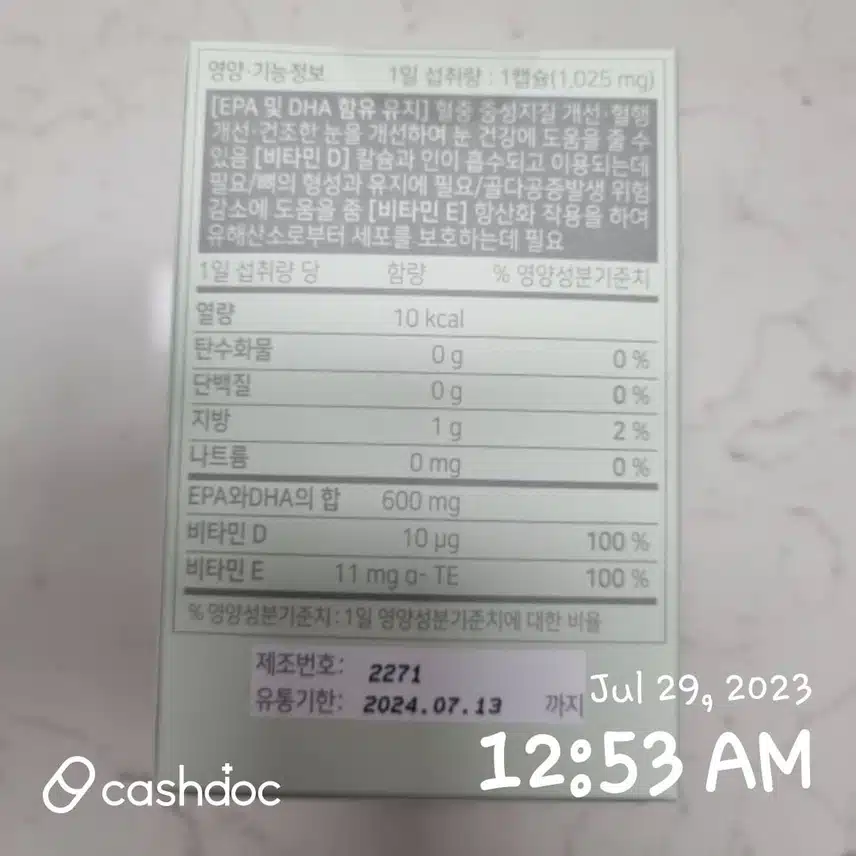 영양·기능정보 1일 섭취량 : 1캡슐(1,025 mg)
[EPA 및 DHA 함유 유지] 혈중 중성지질 개선·혈행
개선·건조한 눈을 개선하여 눈 건강에 도움을 줄 수
있음 [비타민 D] 칼슘과 인이 흡수되고 이용되는데
필요/뼈의 형성과 유지에 필요/골다공증발생 위험
감소에 도움을 줌 [비타민 E] 항산화 작용을 하여
유해산소로부터 세포를 보호하는데 필요
1일 섭취량 당 함량 % 영양성분기준치
열량 10 kcal
탄수화물 0 g 0 %
단백질 0 g 0 %
지방 1 g 2 %
나트륨 0 mg 0 %
EPA와DHA의 합 600 mg
비타민 D 10 µg 100 %
비타민 E 11 mg α- TE 100 %
% 영양성분기준치 : 1일 영양성분기준치에 대한 비율
제조번호: 2271
유통기한: 2024.07.13 까지
Jul 29, 2023
12:53 AM
cashdoc